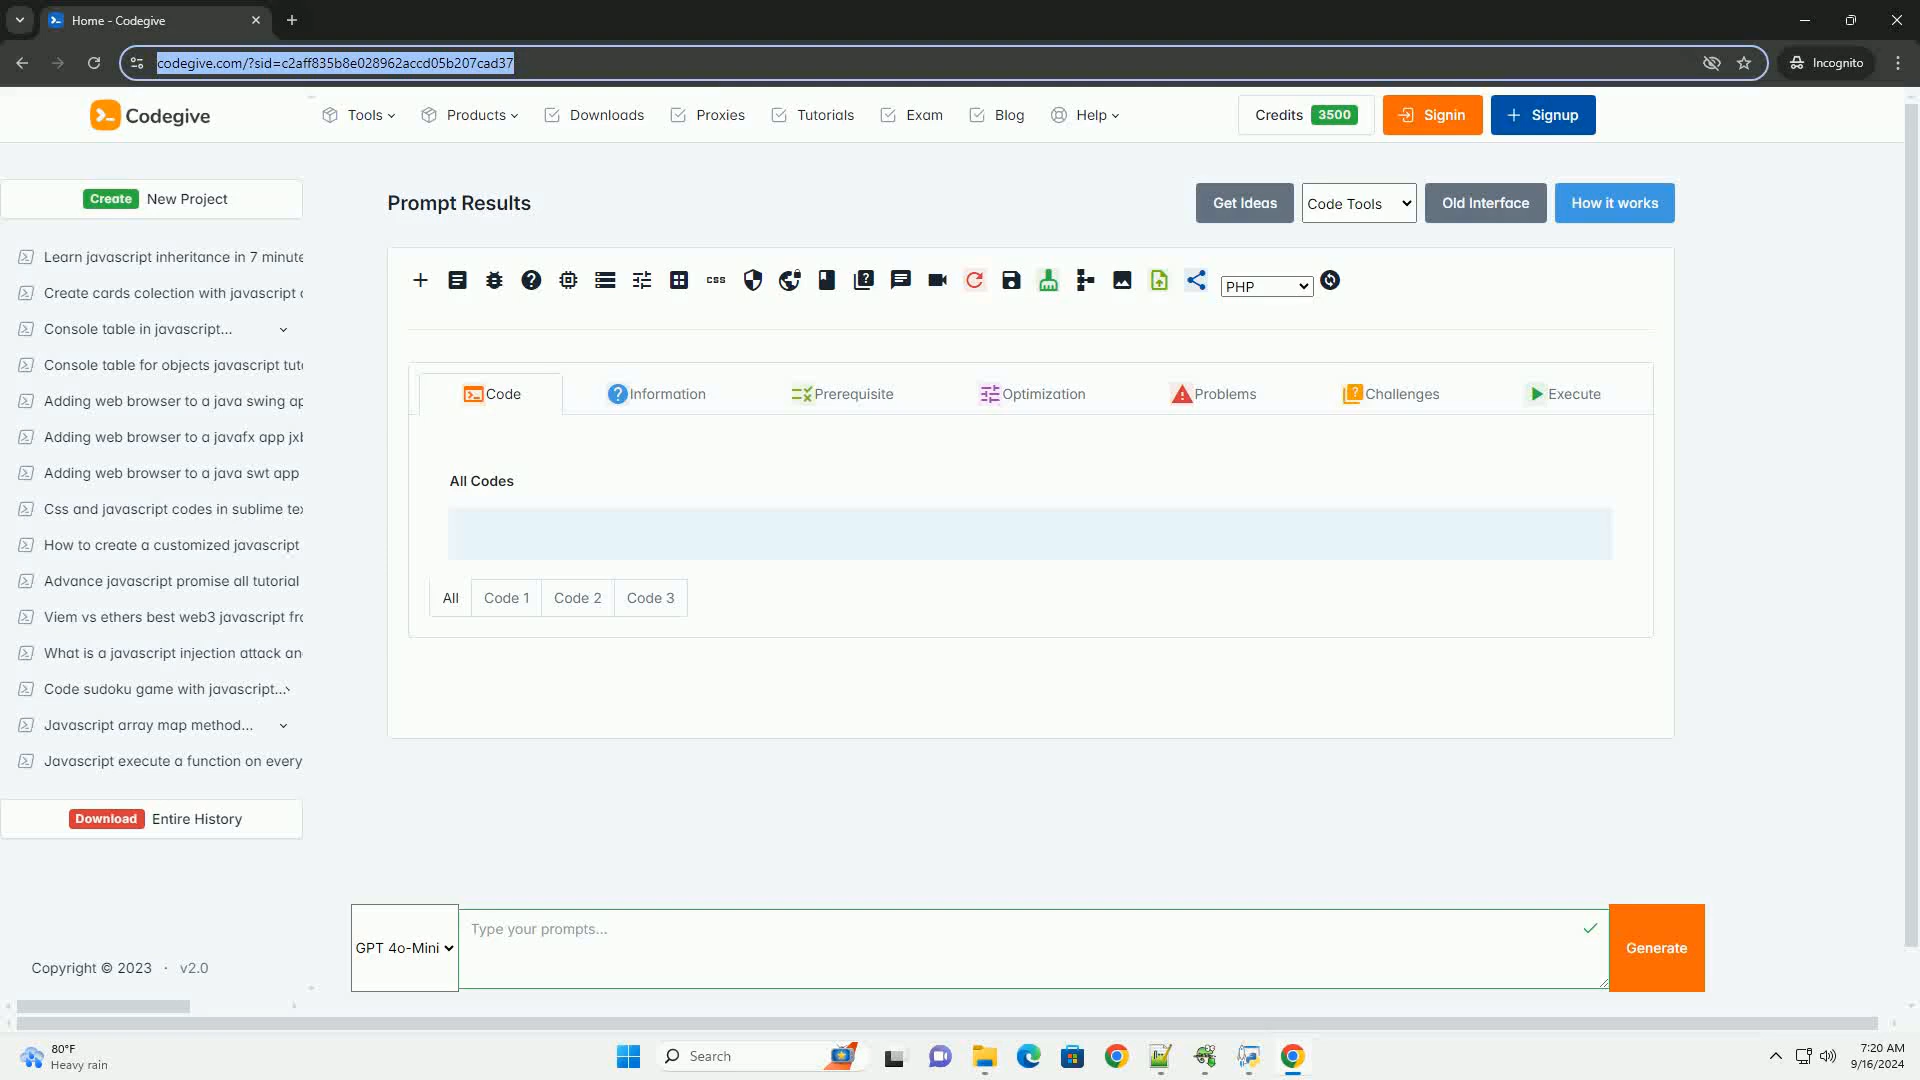 Home - Codegive
codegive.com/?sid=c2aff835b8e028962accd05b207cad37
Incognito
Codegive
Tools
Products
Downloads
Proxies
Tutorials
Exam
Blog
Help
Credits 3500
Signin
Signup
Create New Project
Learn javascript inheritance in 7 minute
Create cards colection with javascript
Console table in javascript...
Console table for objects javascript tut
Adding web browser to a java swing ap
Adding web browser to a javafx app jxb
Adding web browser to a java swt app
Css and javascript codes in sublime tex
How to create a customized javascript
Advance javascript promise all tutorial
Viem vs ethers best web3 javascript fr
What is a javascript injection attack an
Code sudoku game with javascript...
Javascript array map method...
Javascript execute a function on every
Download Entire History
Copyright © 2023 · v2.0
Prompt Results
Get Ideas
Code Tools
Old Interface
How it works
CSS
PHP
Code
Information
Prerequisite
Optimization
Problems
Challenges
Execute
All Codes
All
Code 1
Code 2
Code 3
GPT 4o-Mini
Type your prompts...
Generate
80°F
Heavy rain
Search
7:20 AM
9/16/2024